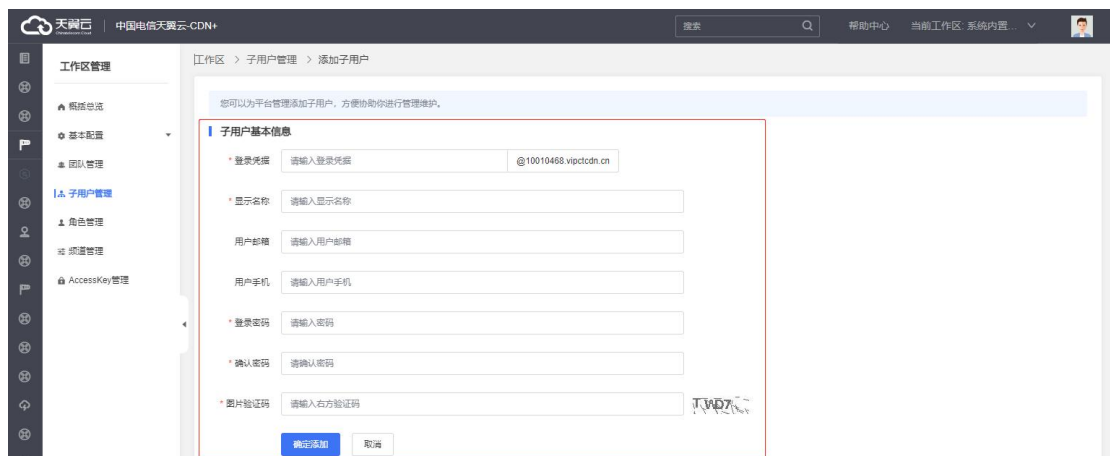 天翼云 中国电信天翼云-CDN+ 搜索 帮助中心 当前工作区: 系统内置...
工作区管理
概括总览
基本配置
团队管理
子用户管理
角色管理
频道管理
AccessKey管理
工作区 > 子用户管理 > 添加子用户
您可以为平台管理添加子用户,方便协助你进行管理维护。
子用户基本信息
* 登录凭据 请输入登录凭据 @10010468.vipctcdn.cn
* 显示名称 请输入显示名称
用户邮箱 请输入用户邮箱
用户手机 请输入用户手机
* 登录密码 请输入密码
* 确认密码 请确认密码
* 图片验证码 请输入右方验证码
确定添加 取消